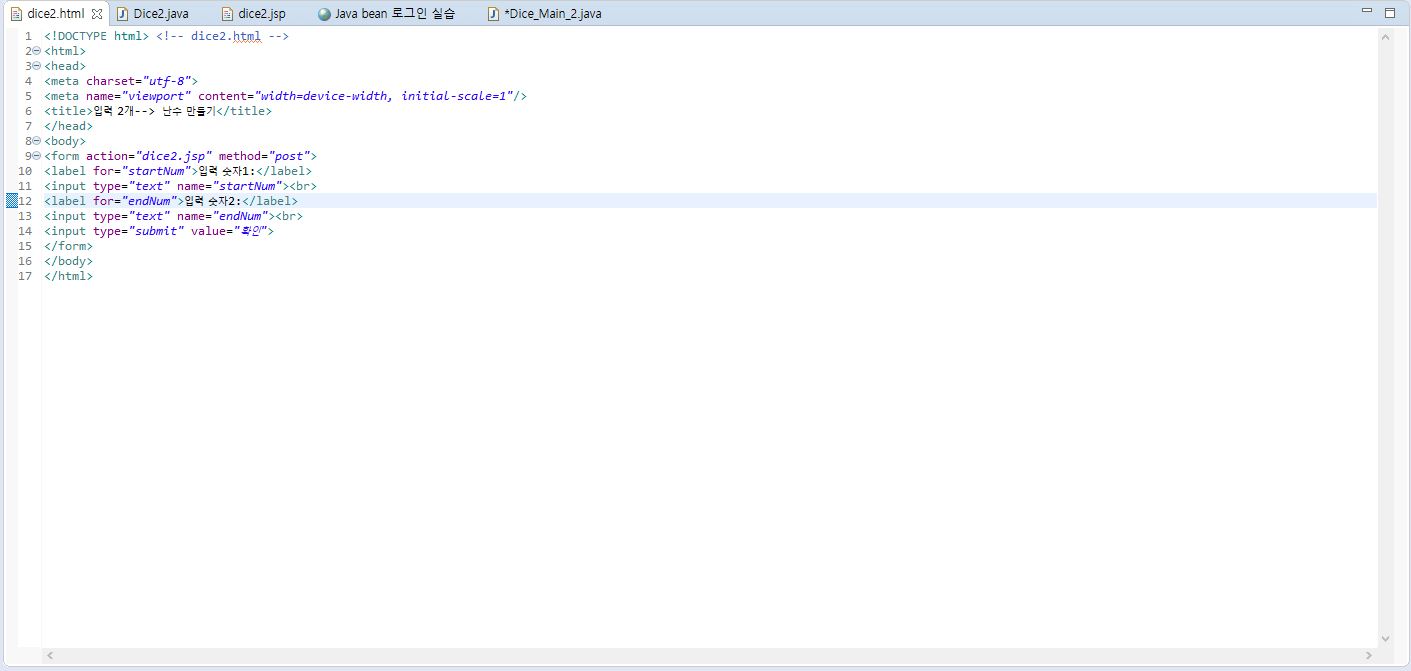 dice2.html Dice2.java dice2.jsp Java bean 로그인 실습 *Dice_Main_2.java
1 <!DOCTYPE html> <!-- dice2.html -->
2 <html>
3 <head>
4 <meta charset="utf-8">
5 <meta name="viewport" content="width=device-width, initial-scale=1"/>
6 <title>입력 2개--> 난수 만들기</title>
7 </head>
8 <body>
9 <form action="dice2.jsp" method="post">
10 <label for="startNum">입력 숫자1:</label>
11 <input type="text" name="startNum"><br>
12 <label for="endNum">입력 숫자2:</label>
13 <input type="text" name="endNum"><br>
14 <input type="submit" value="확인">
15 </form>
16 </body>
17 </html>